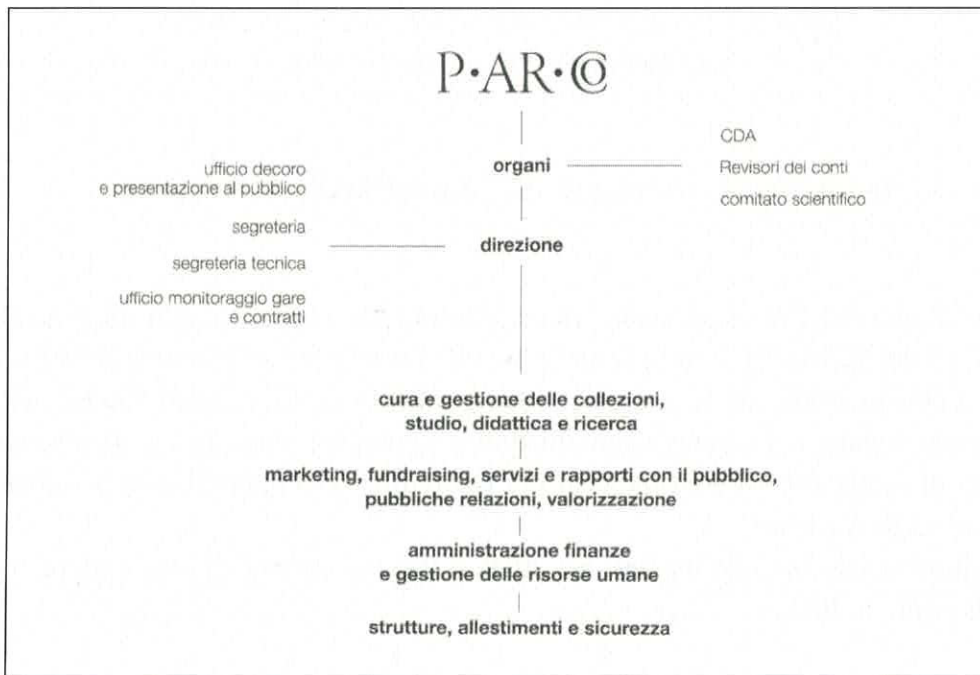 P·AR·CO
organi
CDA
Revisori dei conti
comitato scientifico
ufficio decoro
e presentazione al pubblico
segreteria
segreteria tecnica
ufficio monitoraggio gare
e contratti
direzione
cura e gestione delle collezioni,
studio, didattica e ricerca
marketing, fundraising, servizi e rapporti con il pubblico,
pubbliche relazioni, valorizzazione
amministrazione finanze
e gestione delle risorse umane
strutture, allestimenti e sicurezza